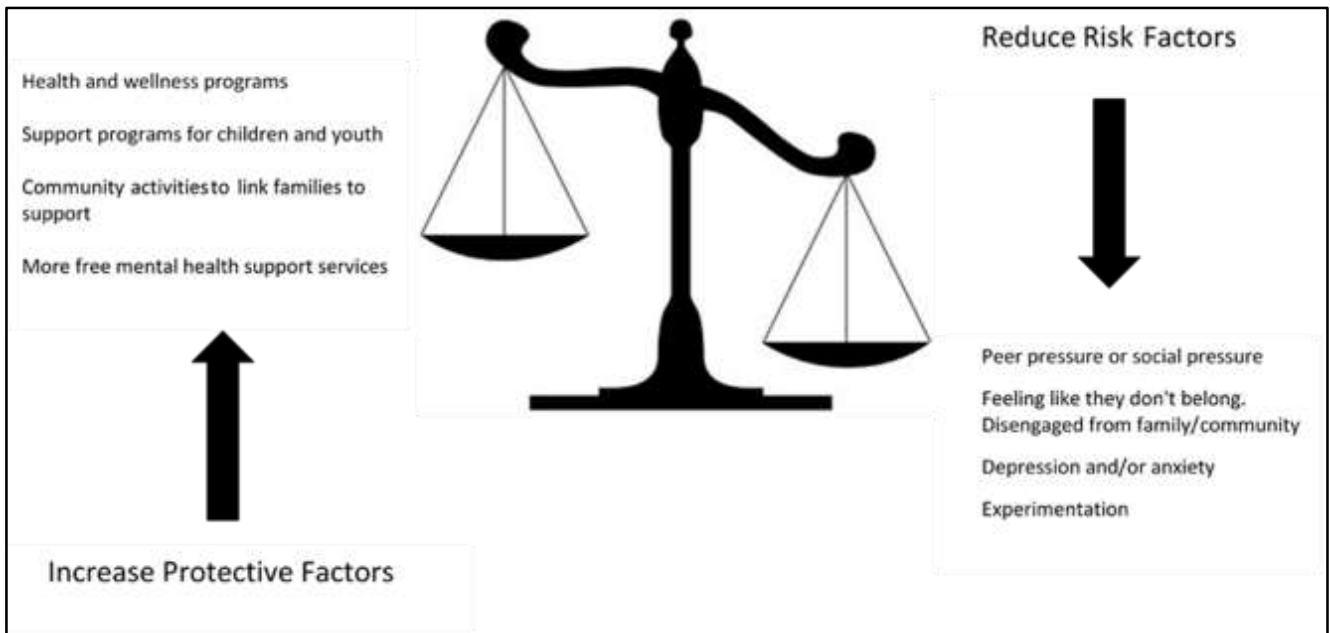 Health and wellness programs
Support programs for children and youth
Community activities to link families to
support
More free mental health support services
Increase Protective Factors
Reduce Risk Factors
Peer pressure or social pressure
Feeling like they don't belong.
Disengaged from family/community
Depression and/or anxiety
Experimentation